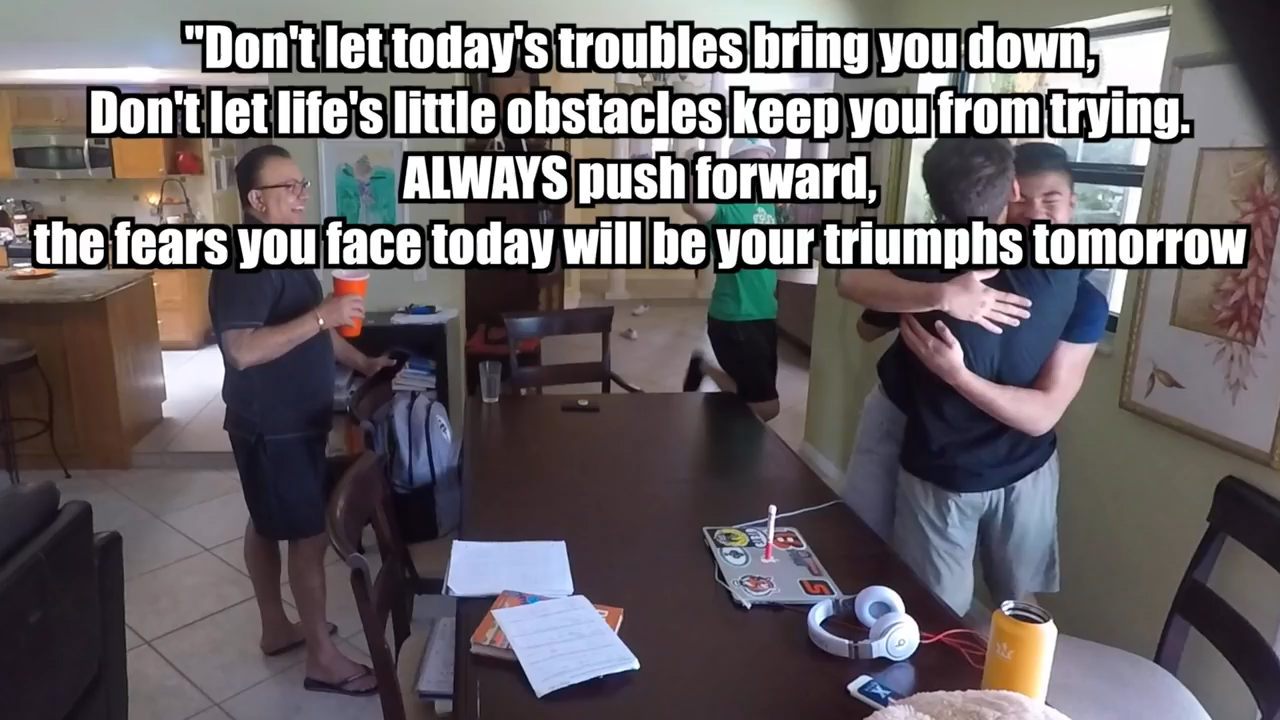 "Don't let today's troubles bring you down,
Don't let life's little obstacles keep you from trying.
ALWAYS push forward,
the fears you face today will be your triumphs tomorrow